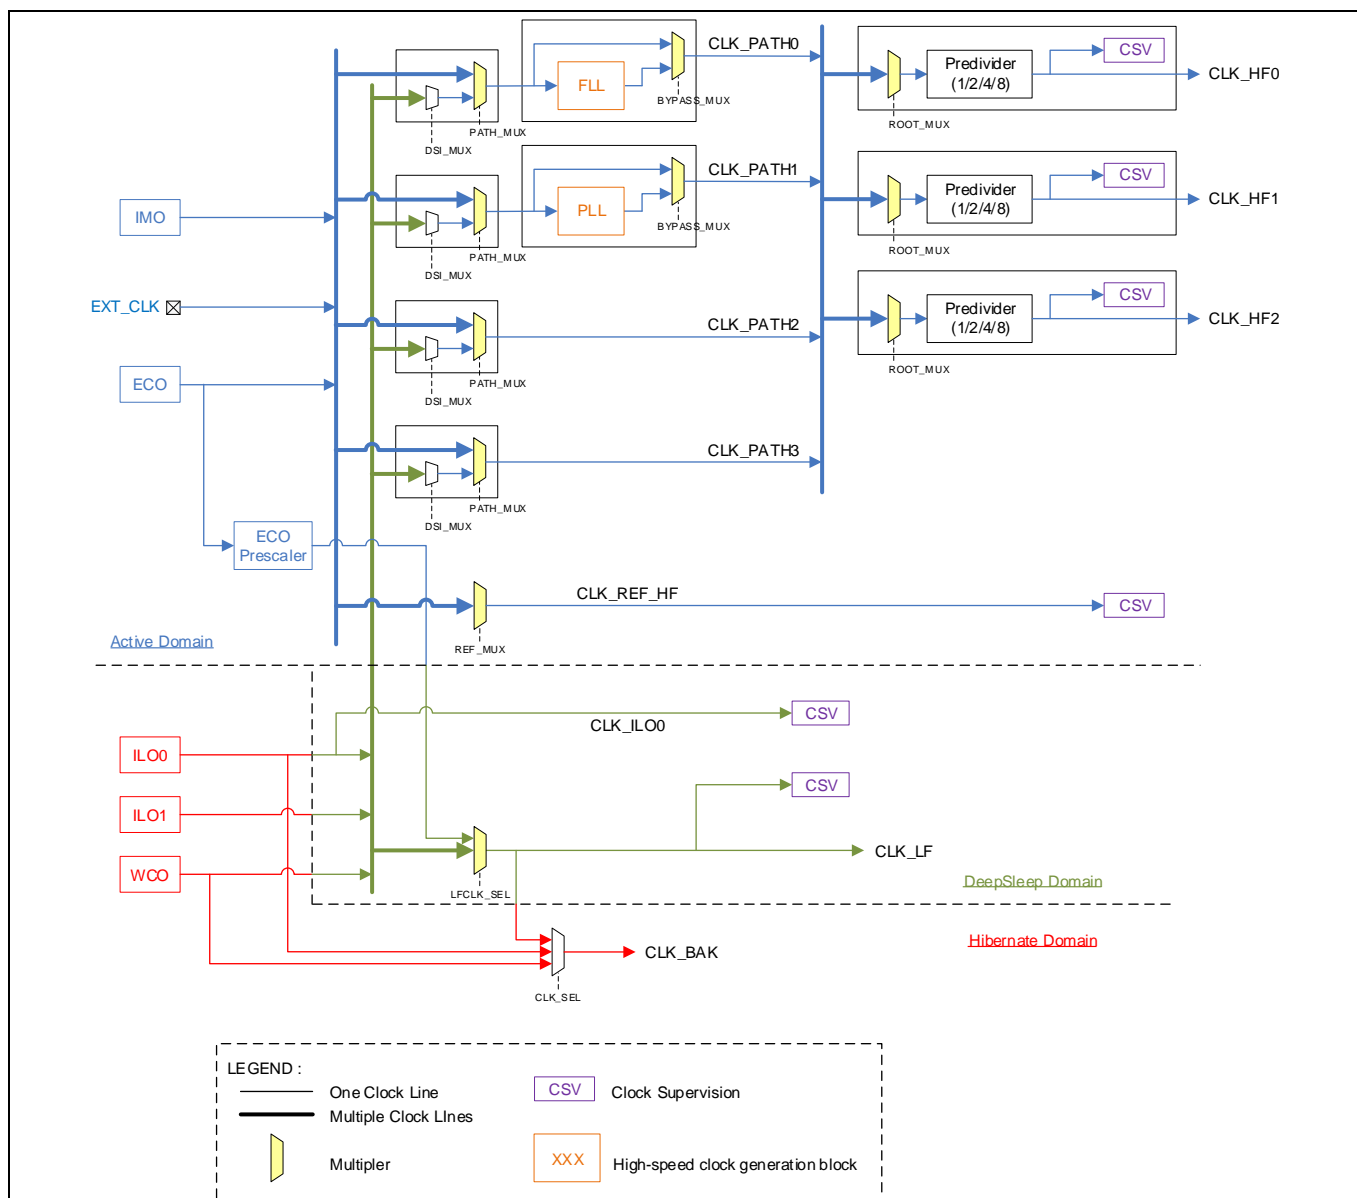 CLK_PATH0
CSV
FLL
Predivider
(1/2/4/8)
CLK_HF0
BYPASS_MUX
ROOT_MUX
PATH_MUX
DSI_MUX
CLK_PATH1
CSV
PLL
Predivider
(1/2/4/8)
CLK_HF1
IMO
BYPASS_MUX
ROOT_MUX
PATH_MUX
DSI_MUX
EXT_CLK
CSV
Predivider
(1/2/4/8)
CLK_HF2
CLK_PATH2
ROOT_MUX
ECO
PATH_MUX
DSI_MUX
CLK_PATH3
PATH_MUX
DSI_MUX
ECO
Prescaler
CLK_REF_HF
CSV
Active Domain
REF_MUX
CSV
CLK_ILO0
ILO0
CSV
ILO1
CLK_LF
WCO
LFCLK_SEL
DeepSleep Domain
Hibernate Domain
CLK_BAK
CLK_SEL
LEGEND :
One Clock Line
CSV
Clock Supervision
Multiple Clock LInes
Multipler
XXX
High-speed clock generation block